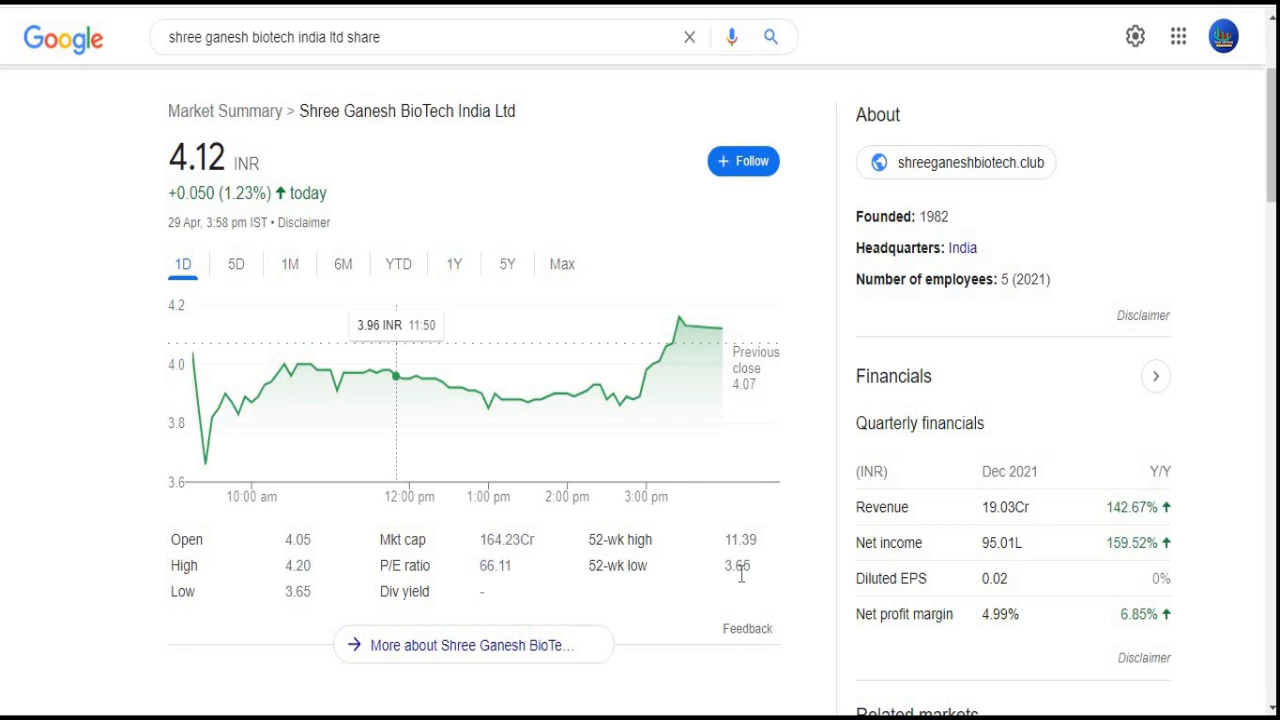 Google
shree ganesh biotech india ltd share
Market Summary > Shree Ganesh BioTech India Ltd
4.12 INR
+ Follow
+0.050 (1.23%) ↑ today
29 Apr, 3:58 pm IST • Disclaimer
1D 5D 1M 6M YTD 1Y 5Y Max
4.2
4.0
3.8
3.6
3.96 INR 11:50
Previous
close
4.07
10:00 am 12:00 pm 1:00 pm 2:00 pm 3:00 pm
Open 4.05 Mkt cap 164.23Cr 52-wk high 11.39
High 4.20 P/E ratio 66.11 52-wk low 3.65
Low 3.65 Div yield -
Feedback
→ More about Shree Ganesh BioTe...
About
shreeganeshbiotech.club
Founded: 1982
Headquarters: India
Number of employees: 5 (2021)
Disclaimer
Financials
Quarterly financials
(INR) Dec 2021 Y/Y
Revenue 19.03Cr 142.67% ↑
Net income 95.01L 159.52% ↑
Diluted EPS 0.02 0%
Net profit margin 4.99% 6.85% ↑
Disclaimer
Related markets